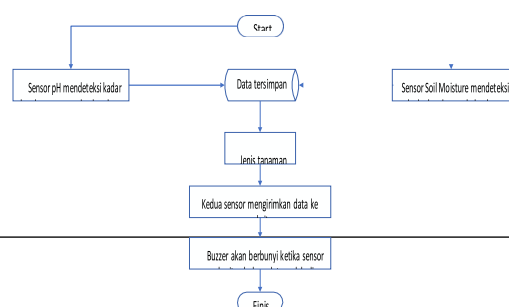 Start
Sensor pH mendeteksi kadar
Data tersimpan
Sensor Soil Moisture mendeteksi
Jenis tanaman
Kedua sensor mengirimkan data ke
Buzzer akan berbunyi ketika sensor
Finis